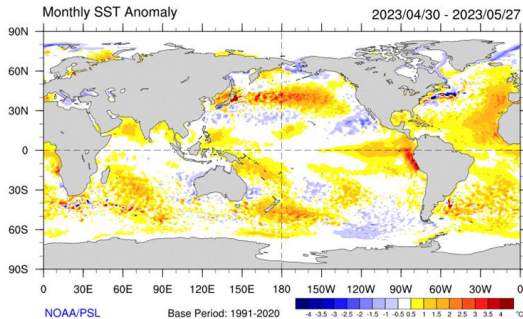 Monthly SST Anomaly 2023/04/30 - 2023/05/27
90N
60N
30N
0
30S
60S
90S
0 30E 60E 90E 120E 150E 180 150W 120W 90W 60W 30W 0
NOAA/PSL Base Period: 1991-2020
-4 -3.5 -3 -2.5 -2 -1.5 -1 -0.5 0.5 1 1.5 2 2.5 3 3.5 4 °C